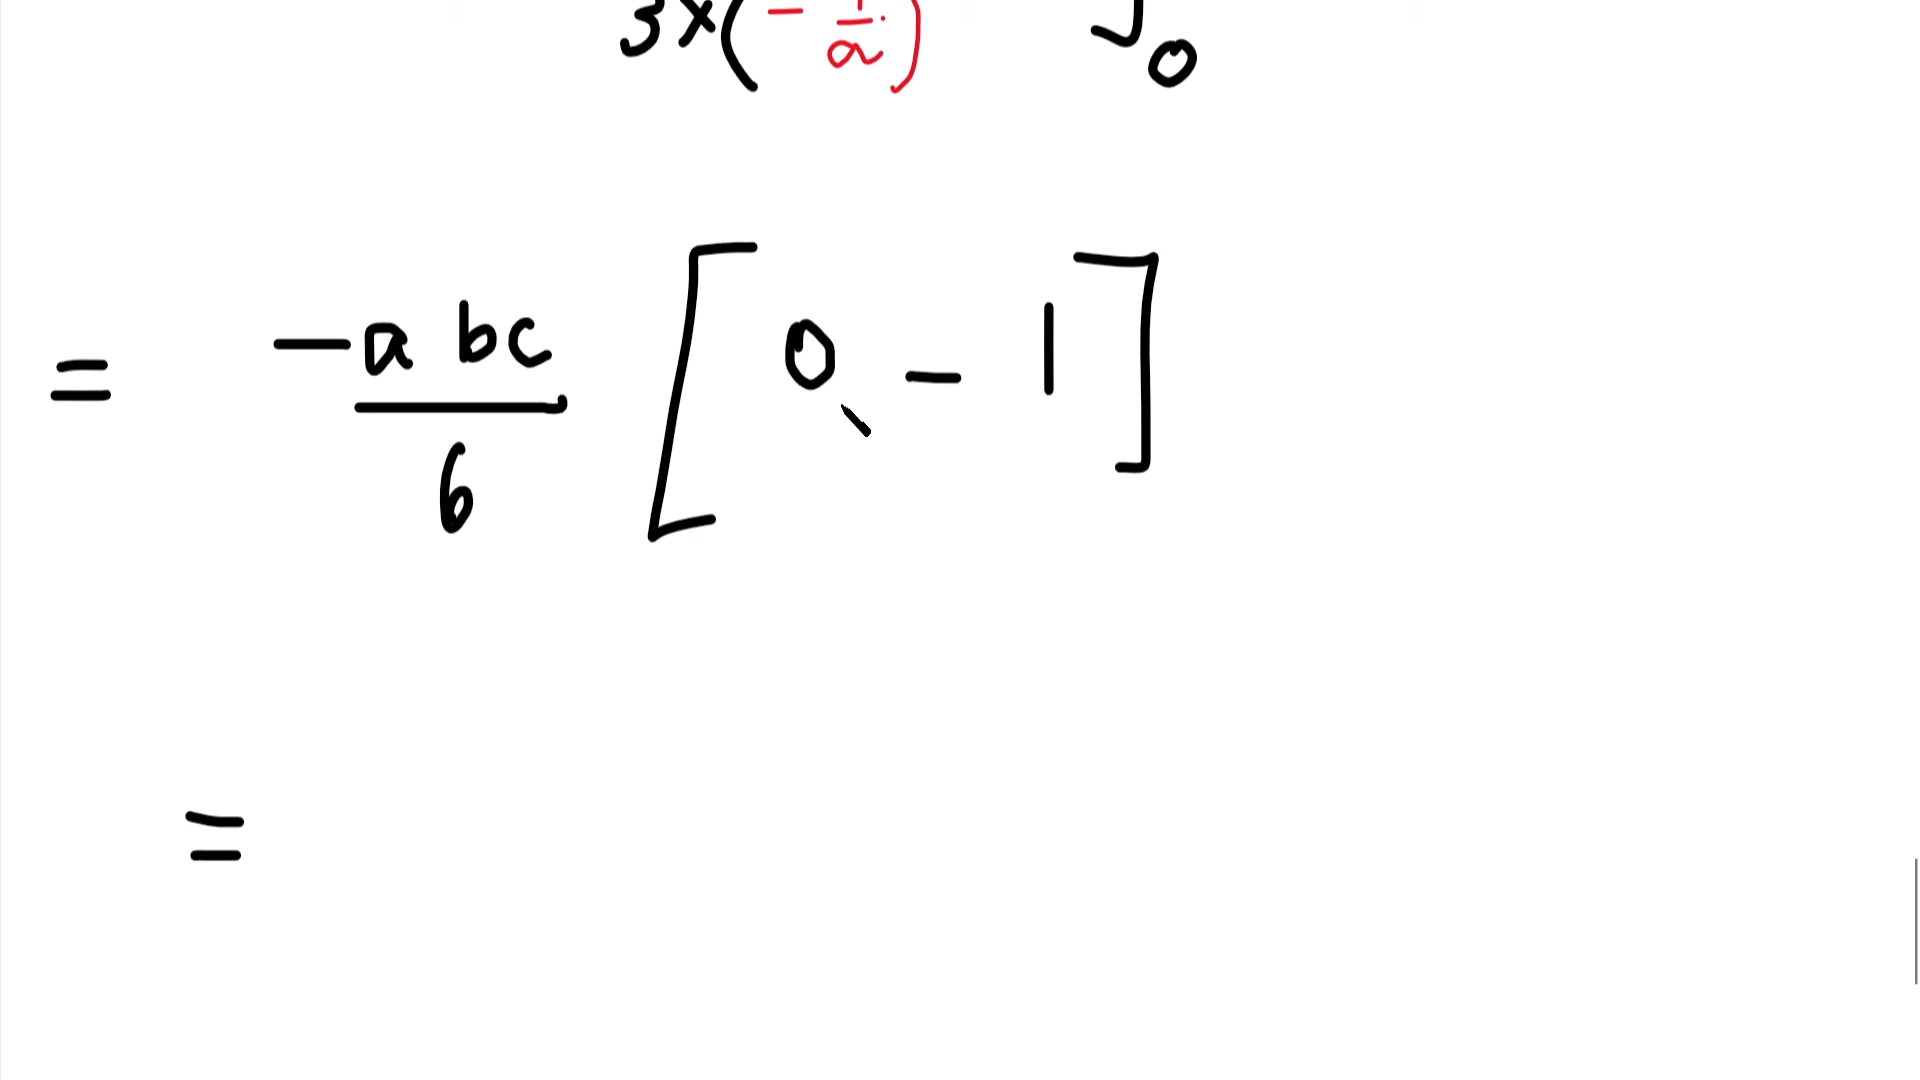 3x(-1/a) ]0
= -abc/6 [0 - 1]
=